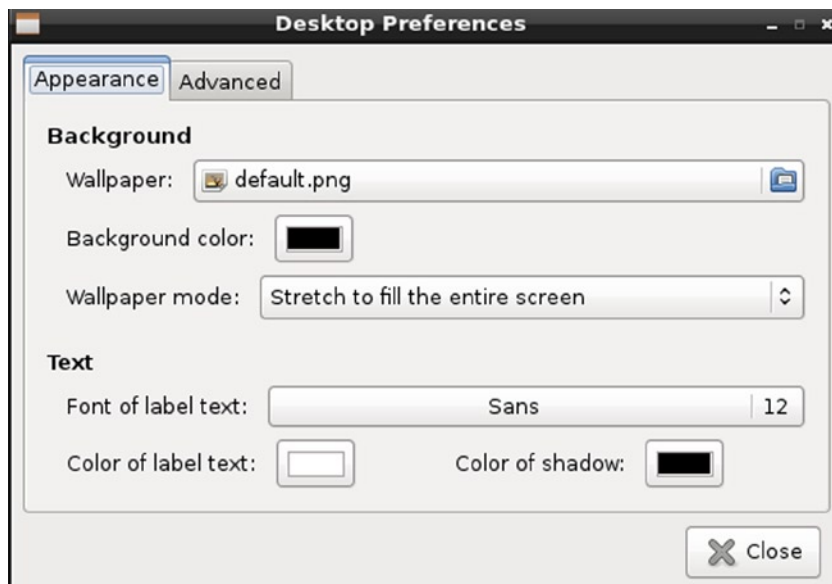 Desktop Preferences
Appearance Advanced
Background
Wallpaper: default.png
Background color:
Wallpaper mode: Stretch to fill the entire screen
Text
Font of label text: Sans 12
Color of label text: Color of shadow:
Close